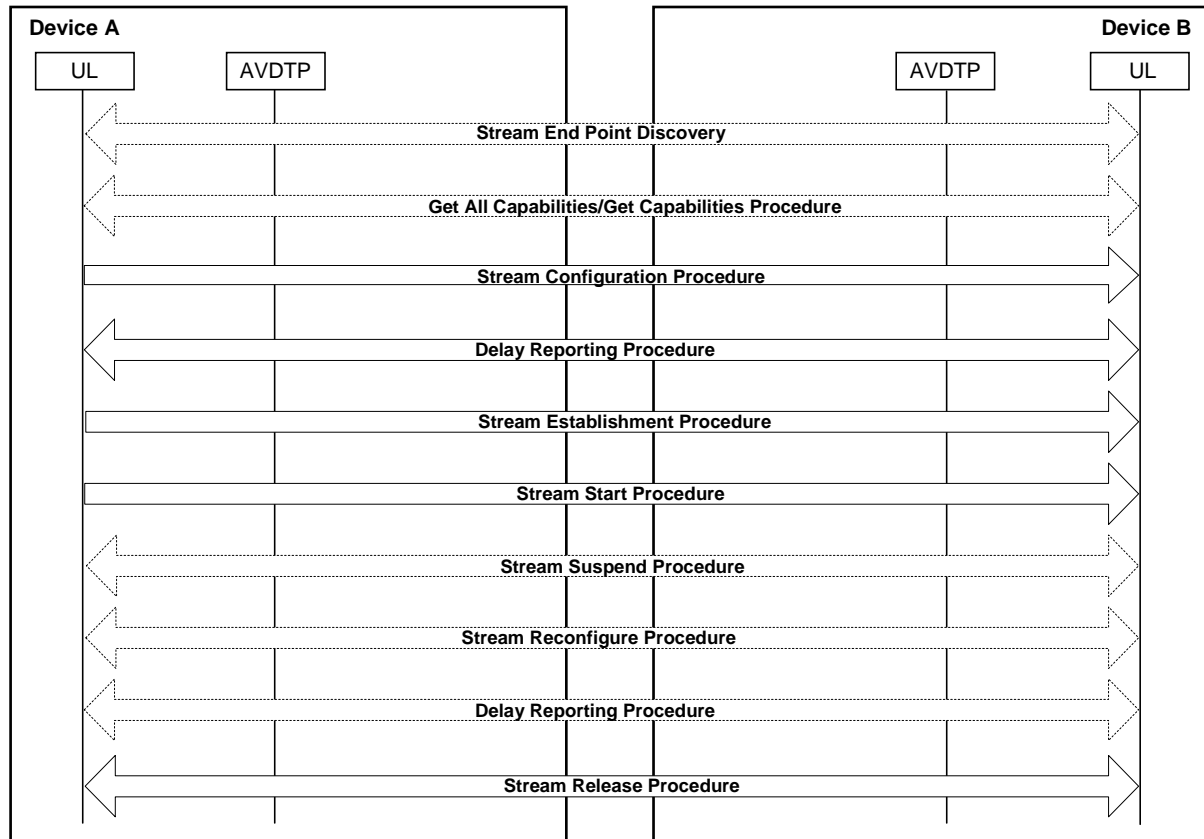 Device A
Device B
UL
AVDTP
AVDTP
UL
Stream End Point Discovery
Get All Capabilities/Get Capabilities Procedure
Stream Configuration Procedure
Delay Reporting Procedure
Stream Establishment Procedure
Stream Start Procedure
Stream Suspend Procedure
Stream Reconfigure Procedure
Delay Reporting Procedure
Stream Release Procedure